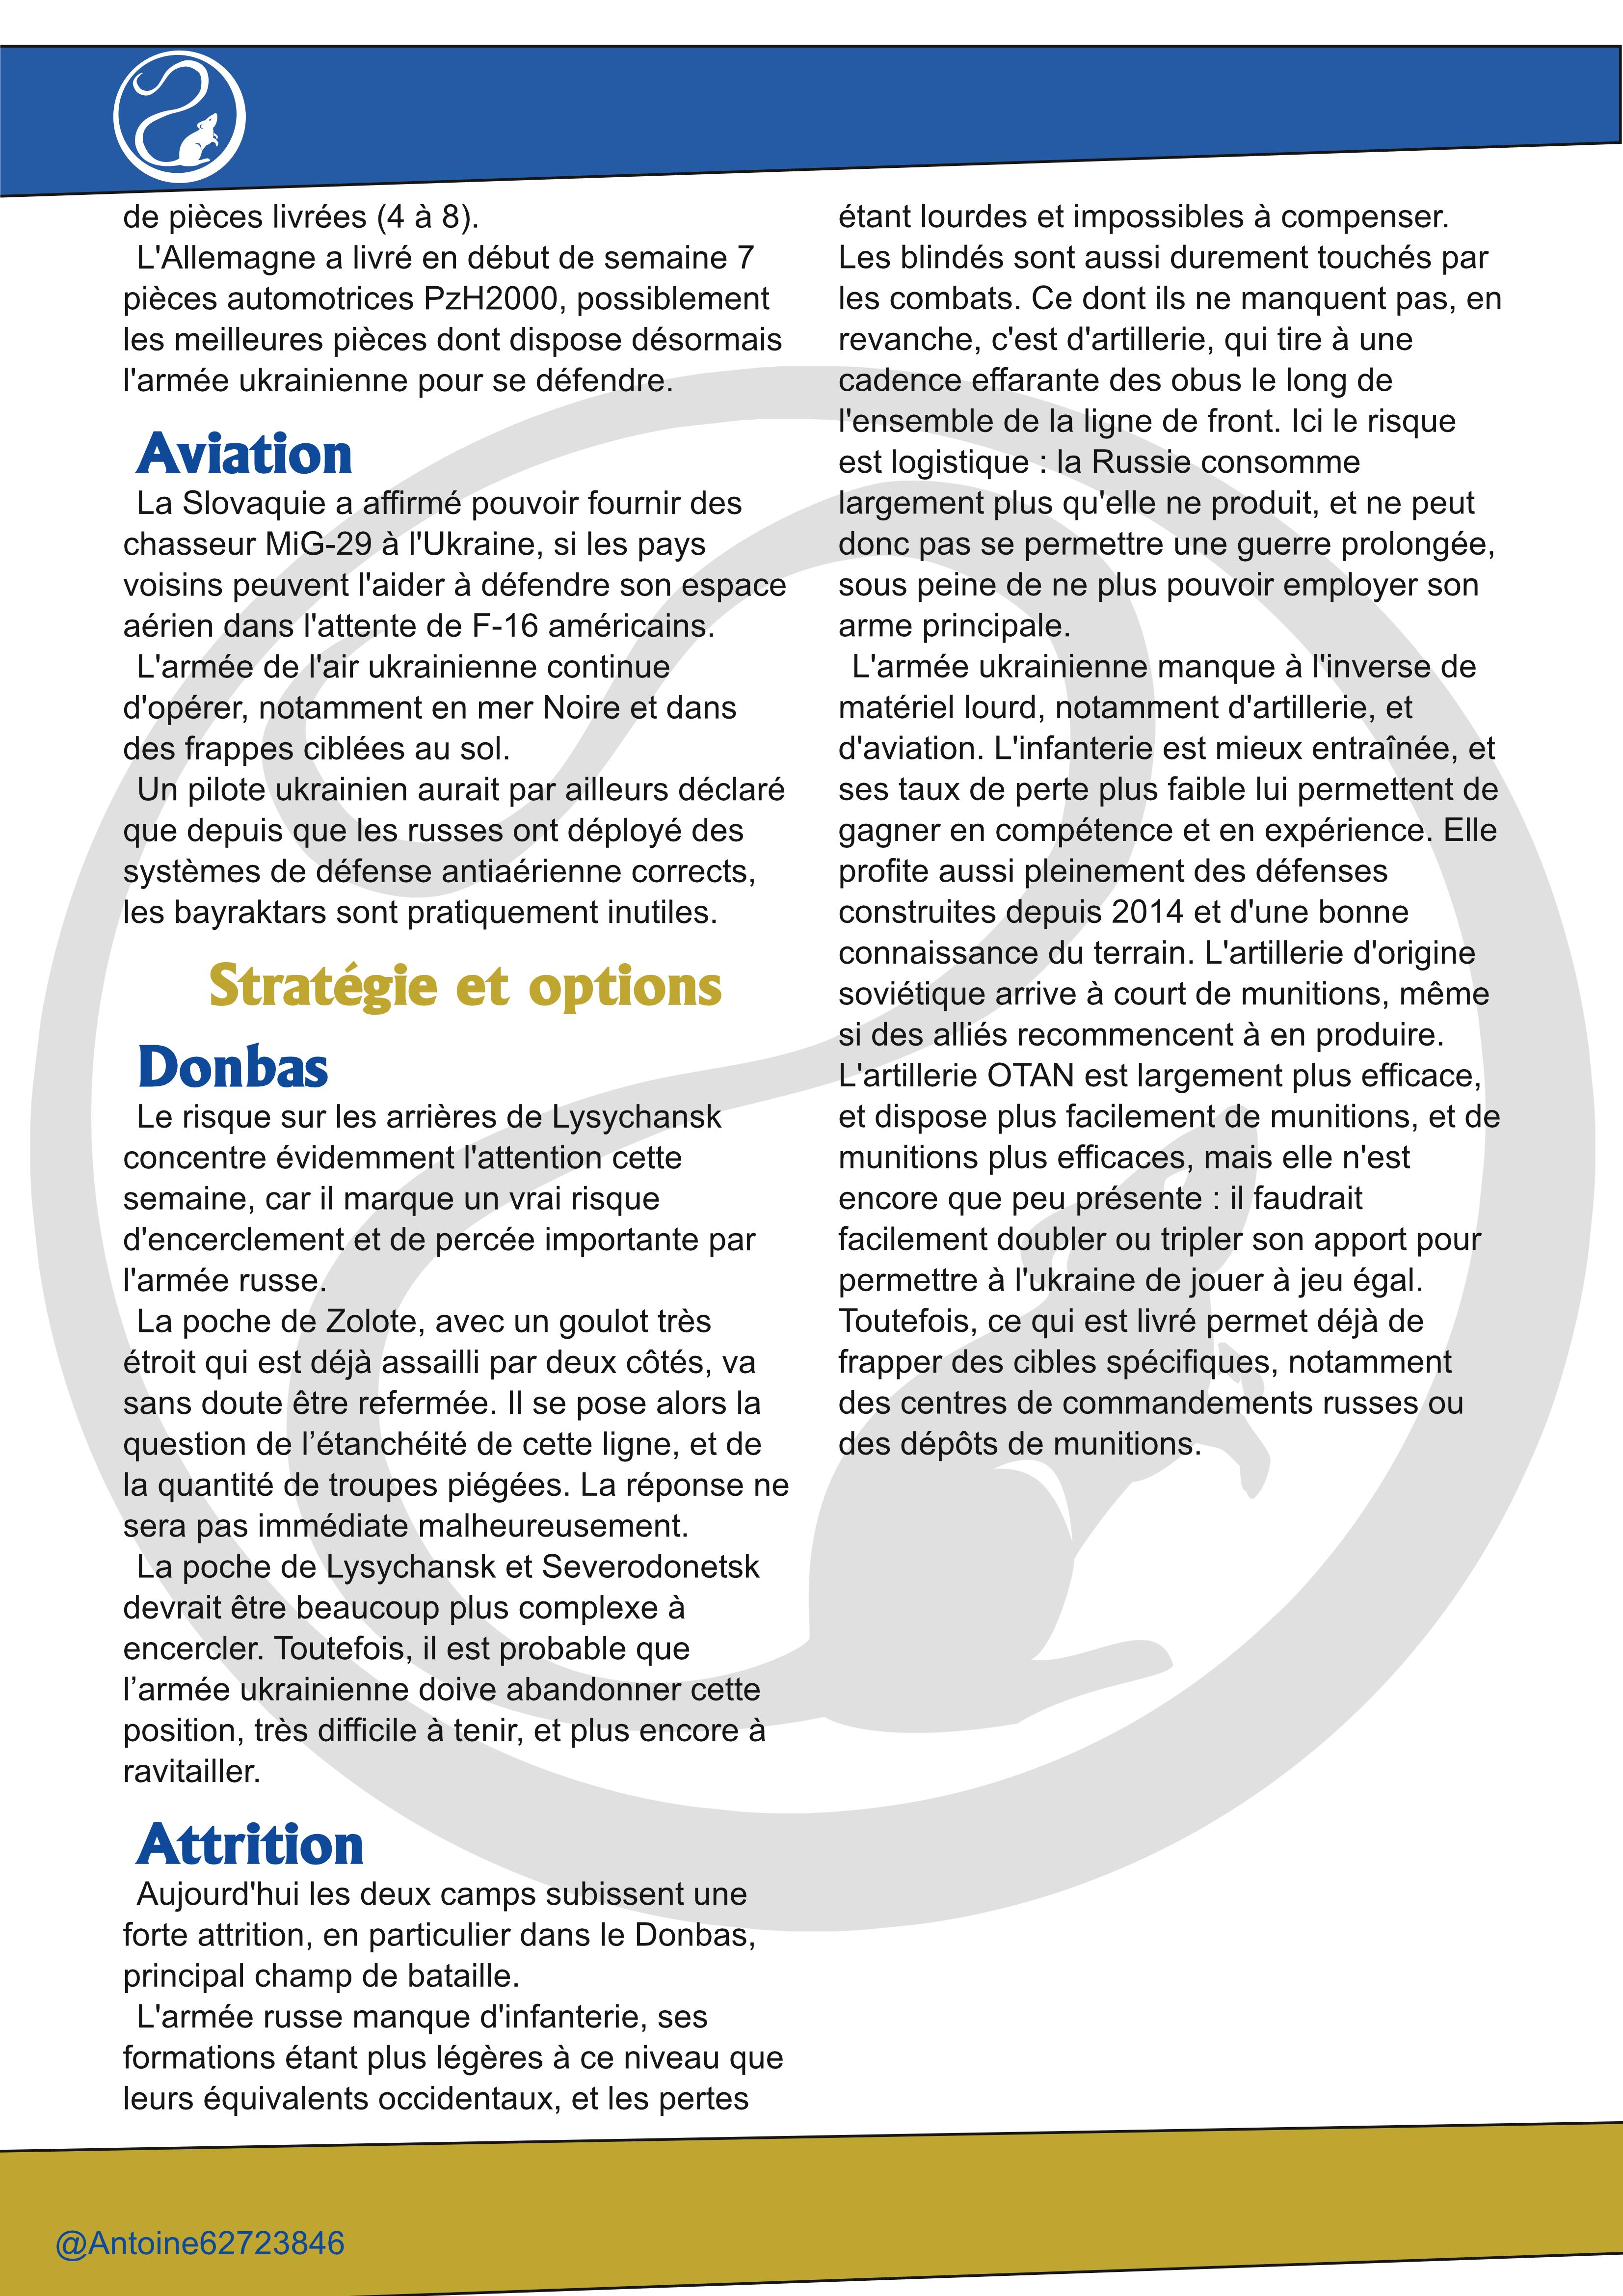 de pièces livrées (4 à 8).
L'Allemagne a livré en début de semaine 7
pièces automotrices PzH2000, possiblement
les meilleures pièces dont dispose désormais
l'armée ukrainienne pour se défendre.
Aviation
La Slovaquie a affirmé pouvoir fournir des
chasseur MiG-29 à l'Ukraine, si les pays
voisins peuvent l'aider à défendre son espace
aérien dans l'attente de F-16 américains.
L'armée de l'air ukrainienne continue
d'opérer, notamment en mer Noire et dans
des frappes ciblées au sol.
Un pilote ukrainien aurait par ailleurs déclaré
que depuis que les russes ont déployé des
systèmes de défense antiaérienne corrects,
les bayraktars sont pratiquement inutiles.
Stratégie et options
Donbas
Le risque sur les arrières de Lysychansk
concentre évidemment l'attention cette
semaine, car il marque un vrai risque
d'encerclement et de percée importante par
l'armée russe.
La poche de Zolote, avec un goulot très
étroit qui est déjà assailli par deux côtés, va
sans doute être refermée. Il se pose alors la
question de l’étanchéité de cette ligne, et de
la quantité de troupes piégées. La réponse ne
sera pas immédiate malheureusement.
La poche de Lysychansk et Severodonetsk
devrait être beaucoup plus complexe à
encercler. Toutefois, il est probable que
l’armée ukrainienne doive abandonner cette
position, très difficile à tenir, et plus encore à
ravitailler.
Attrition
Aujourd'hui les deux camps subissent une
forte attrition, en particulier dans le Donbas,
principal champ de bataille.
L'armée russe manque d'infanterie, ses
formations étant plus légères à ce niveau que
leurs équivalents occidentaux, et les pertes
étant lourdes et impossibles à compenser.
Les blindés sont aussi durement touchés par
les combats. Ce dont ils ne manquent pas, en
revanche, c'est d'artillerie, qui tire à une
cadence effarante des obus le long de
l'ensemble de la ligne de front. Ici le risque
est logistique : la Russie consomme
largement plus qu'elle ne produit, et ne peut
donc pas se permettre une guerre prolongée,
sous peine de ne plus pouvoir employer son
arme principale.
L'armée ukrainienne manque à l'inverse de
matériel lourd, notamment d'artillerie, et
d'aviation. L'infanterie est mieux entraînée, et
ses taux de perte plus faible lui permettent de
gagner en compétence et en expérience. Elle
profite aussi pleinement des défenses
construites depuis 2014 et d'une bonne
connaissance du terrain. L'artillerie d'origine
soviétique arrive à court de munitions, même
si des alliés recommencent à en produire.
L'artillerie OTAN est largement plus efficace,
et dispose plus facilement de munitions, et de
munitions plus efficaces, mais elle n'est
encore que peu présente : il faudrait
facilement doubler ou tripler son apport pour
permettre à l'ukraine de jouer à jeu égal.
Toutefois, ce qui est livré permet déjà de
frapper des cibles spécifiques, notamment
des centres de commandements russes ou
des dépôts de munitions.
@Antoine62723846